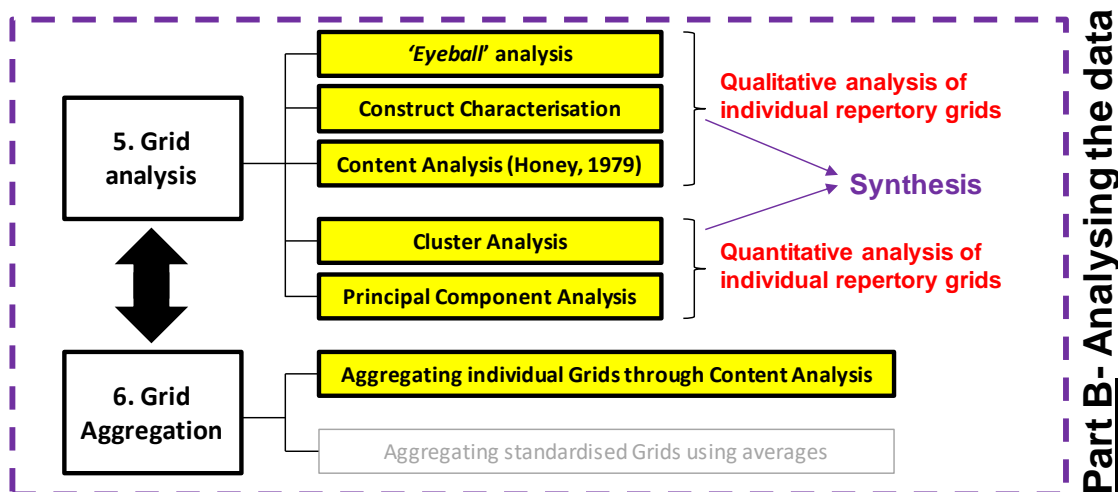 ‘Eyeball’ analysis
Construct Characterisation
Content Analysis (Honey, 1979)
Cluster Analysis
Principal Component Analysis
5. Grid
analysis
Qualitative analysis of
individual repertory grids
Synthesis
Quantitative analysis of
individual repertory grids
6. Grid
Aggregation
Aggregating individual Grids through Content Analysis
Aggregating standardised Grids using averages
Part B- Analysing the data